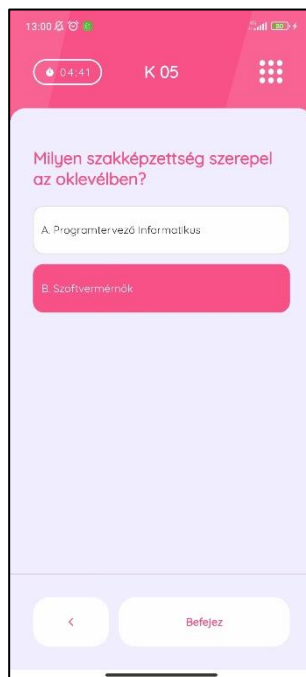 13:00
80
04:41
K 05
Milyen szakképzettség szerepel
az oklevélben?
A. Programtervező Informatikus
B. Szoftvermérnök
Befejez